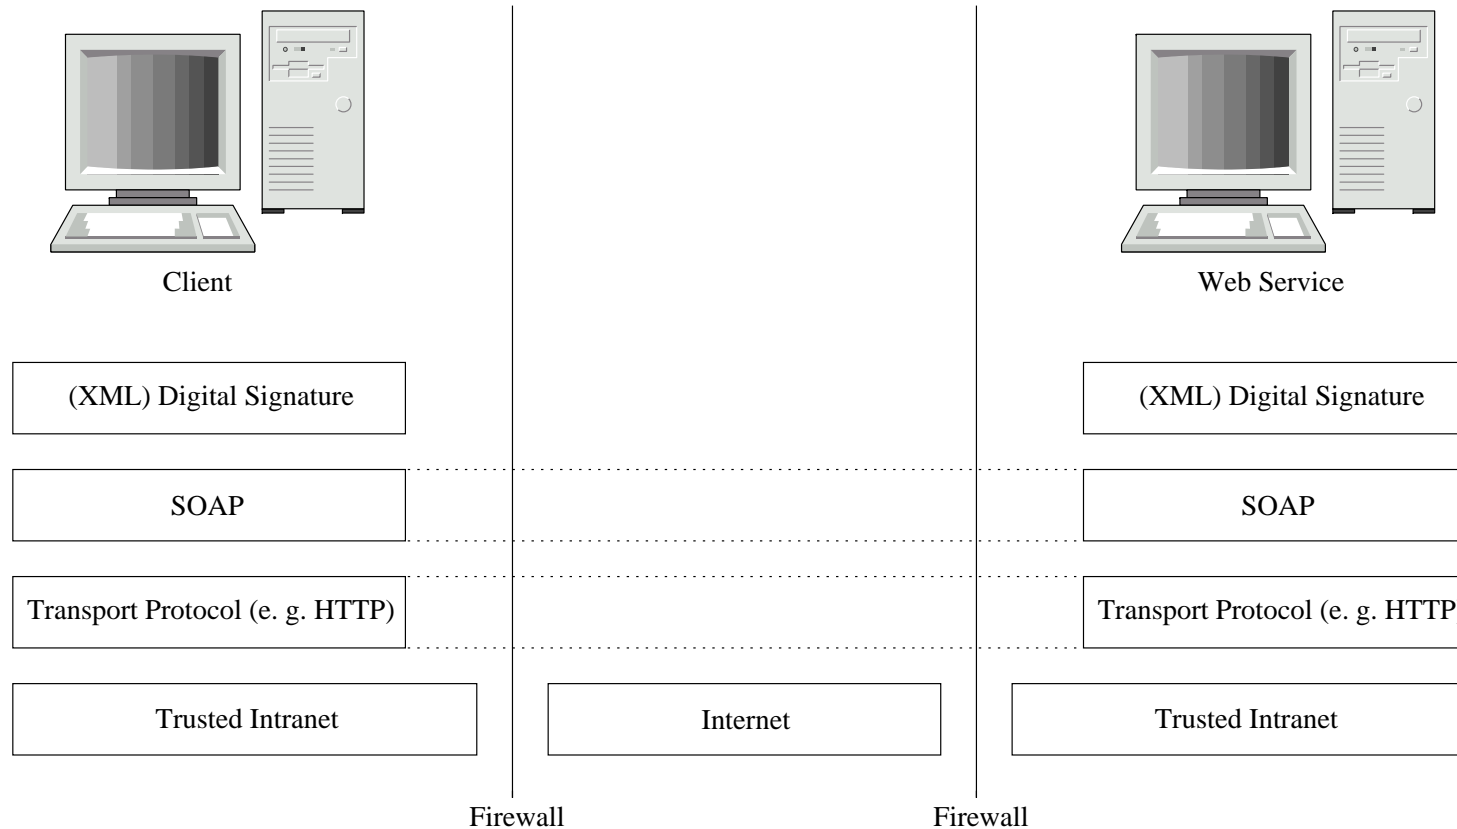 Client
Web Service
(XML) Digital Signature
(XML) Digital Signature
SOAP
SOAP
Transport Protocol (e. g. HTTP)
Transport Protocol (e. g. HTTP)
Trusted Intranet
Internet
Trusted Intranet
Firewall
Firewall